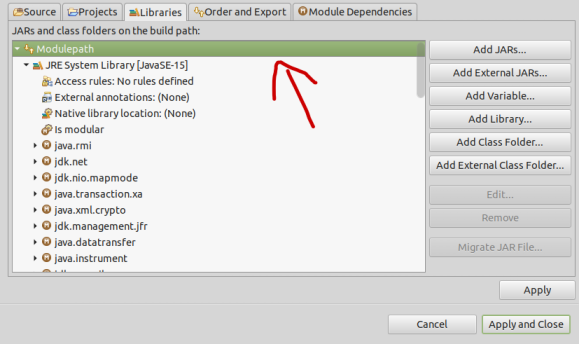 Source Projects Libraries Order and Export Module Dependencies
JARs and class folders on the build path:
Modulepath
JRE System Library [JavaSE-15]
Access rules: No rules defined
External annotations: (None)
Native library location: (None)
Is modular
java.rmi
jdk.net
jdk.nio.mapmode
java.transaction.xa
java.xml.crypto
jdk.management.jfr
java.datatransfer
java.instrument
Add JARs...
Add External JARs...
Add Variable...
Add Library...
Add Class Folder...
Add External Class Folder...
Edit...
Remove
Migrate JAR File...
Apply
Cancel Apply and Close